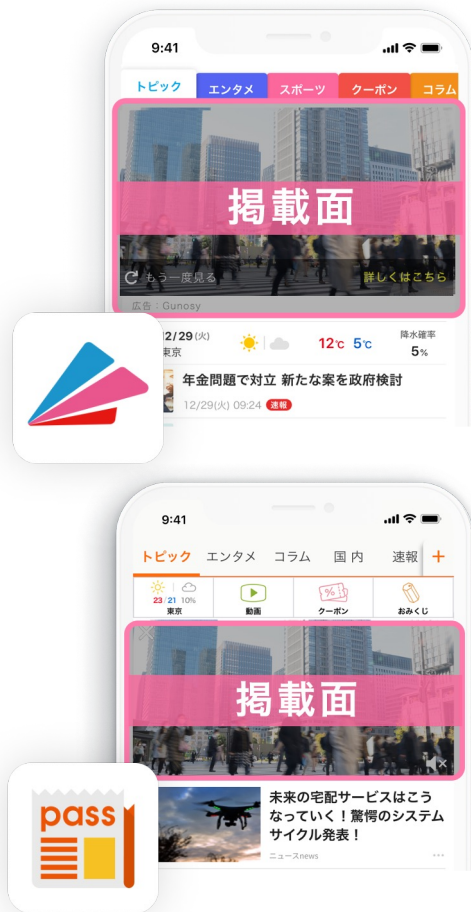 9:41
トピック エンタメ スポーツ クーポン コラム
掲載面
もう一度見る 詳しくはこちら
広告：Gunosy
12/29(火) 12℃ 5℃ 降水確率
東京 5%
年金問題で対立 新たな案を政府検討
12/29(火) 09:24 速報
9:41
トピック エンタメ コラム 国内 速報 +
23/21 10%
東京 動画 クーポン おみくじ
掲載面
未来の宅配サービスはこう
なっていく！驚愕のシステム
サイクル発表！
ニュースnews
pass